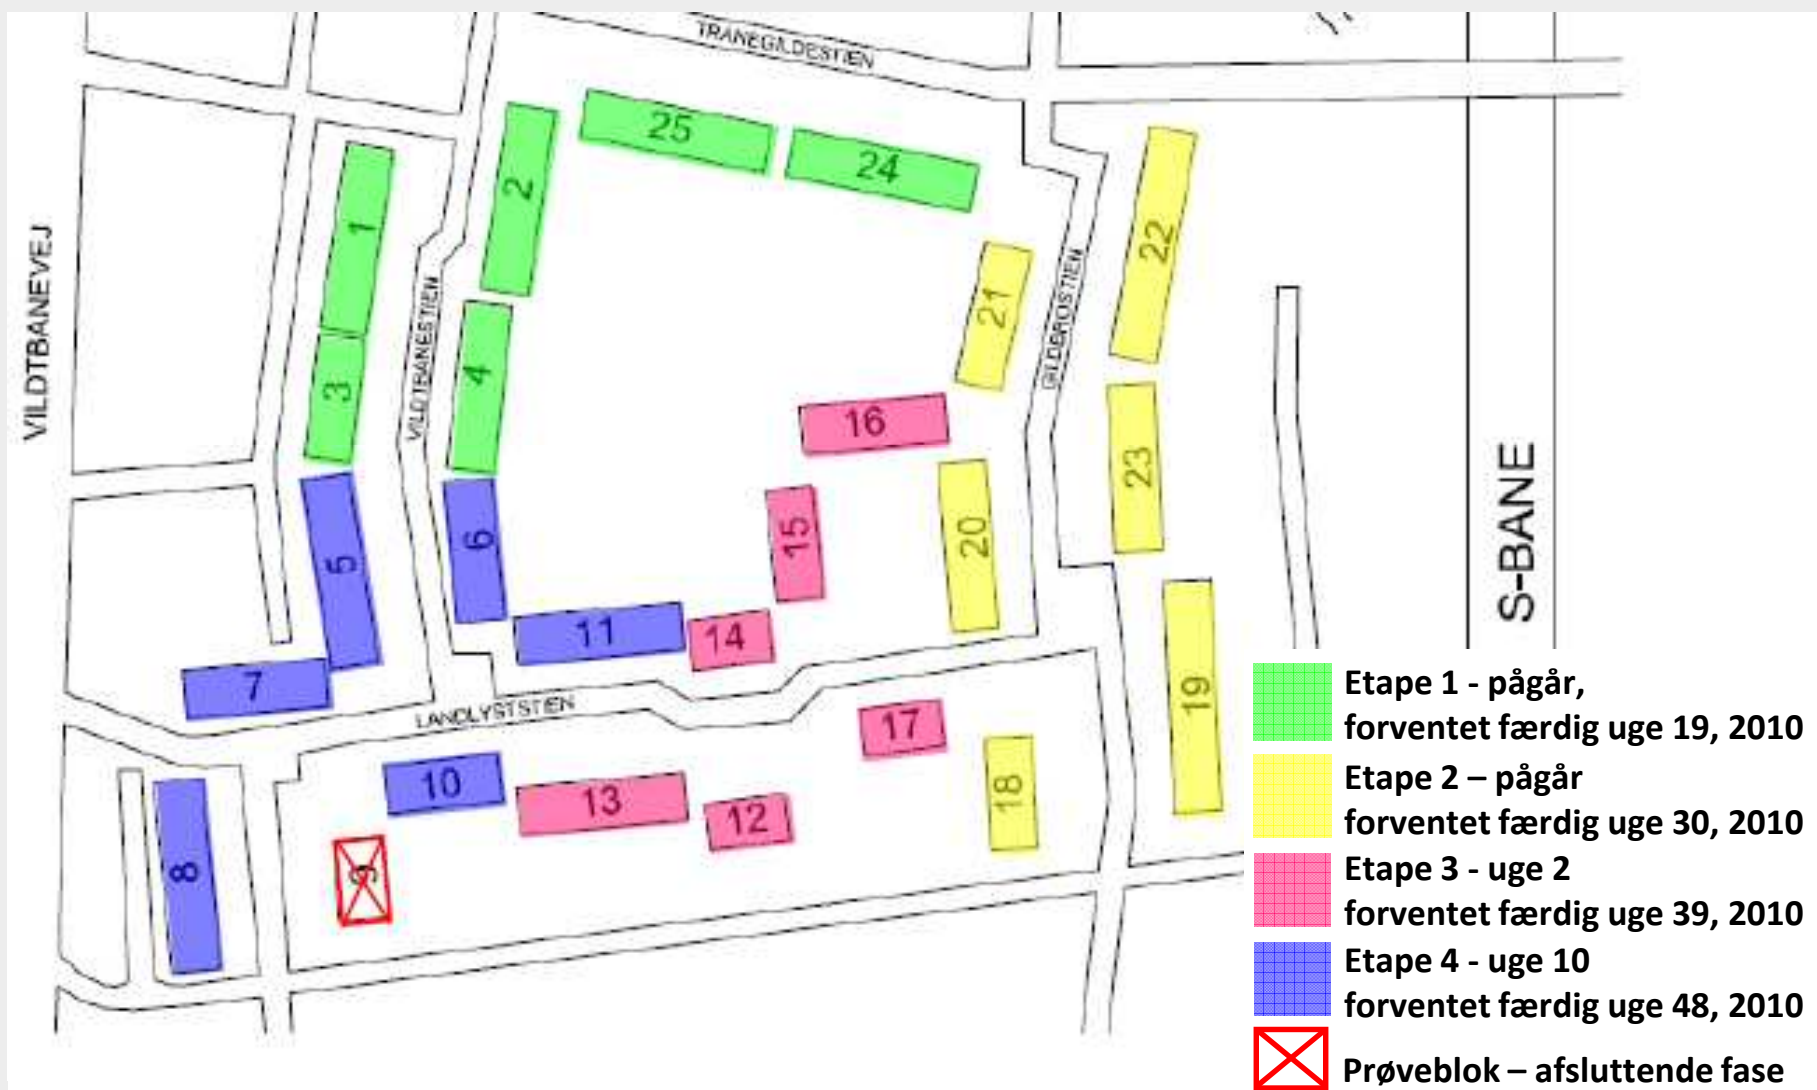 TRANEGILDESTIEN
25
24
2
1
22
VILDTBANEVEJ
21
GILDBROSTIEN
VILDTBANESTIEN
3
4
16
23
S-BANE
15
20
6
5
11
14
7
19
LANDLYSTSTIEN
17
10
13
12
18
8
9
Etape 1 - pågår,
forventet færdig uge 19, 2010
Etape 2 – pågår
forventet færdig uge 30, 2010
Etape 3 - uge 2
forventet færdig uge 39, 2010
Etape 4 - uge 10
forventet færdig uge 48, 2010
Prøveblok – afsluttende fase